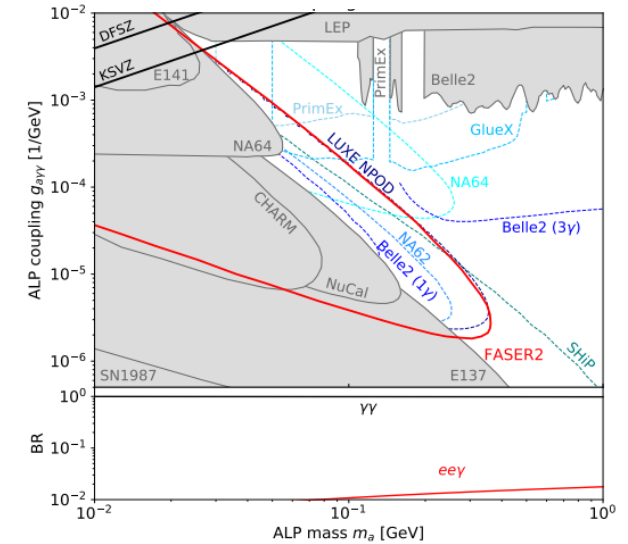 10⁻²
LEP
DFSZ
KSVZ
E141
PrimEx
Belle2
10⁻³
PrimEx
GlueX
NA64
LUXE NPOD
10⁻⁴
NA64
CHARM
Belle2 (3γ)
NA62
Belle2 (1γ)
10⁻⁵
NuCal
FASER2
SHiP
10⁻⁶
SN1987
E137
ALP coupling gₐγγ [1/GeV]
10⁰
γγ
10⁻¹
BR
eeγ
10⁻²
10⁻²
10⁻¹
10⁰
ALP mass mₐ [GeV]